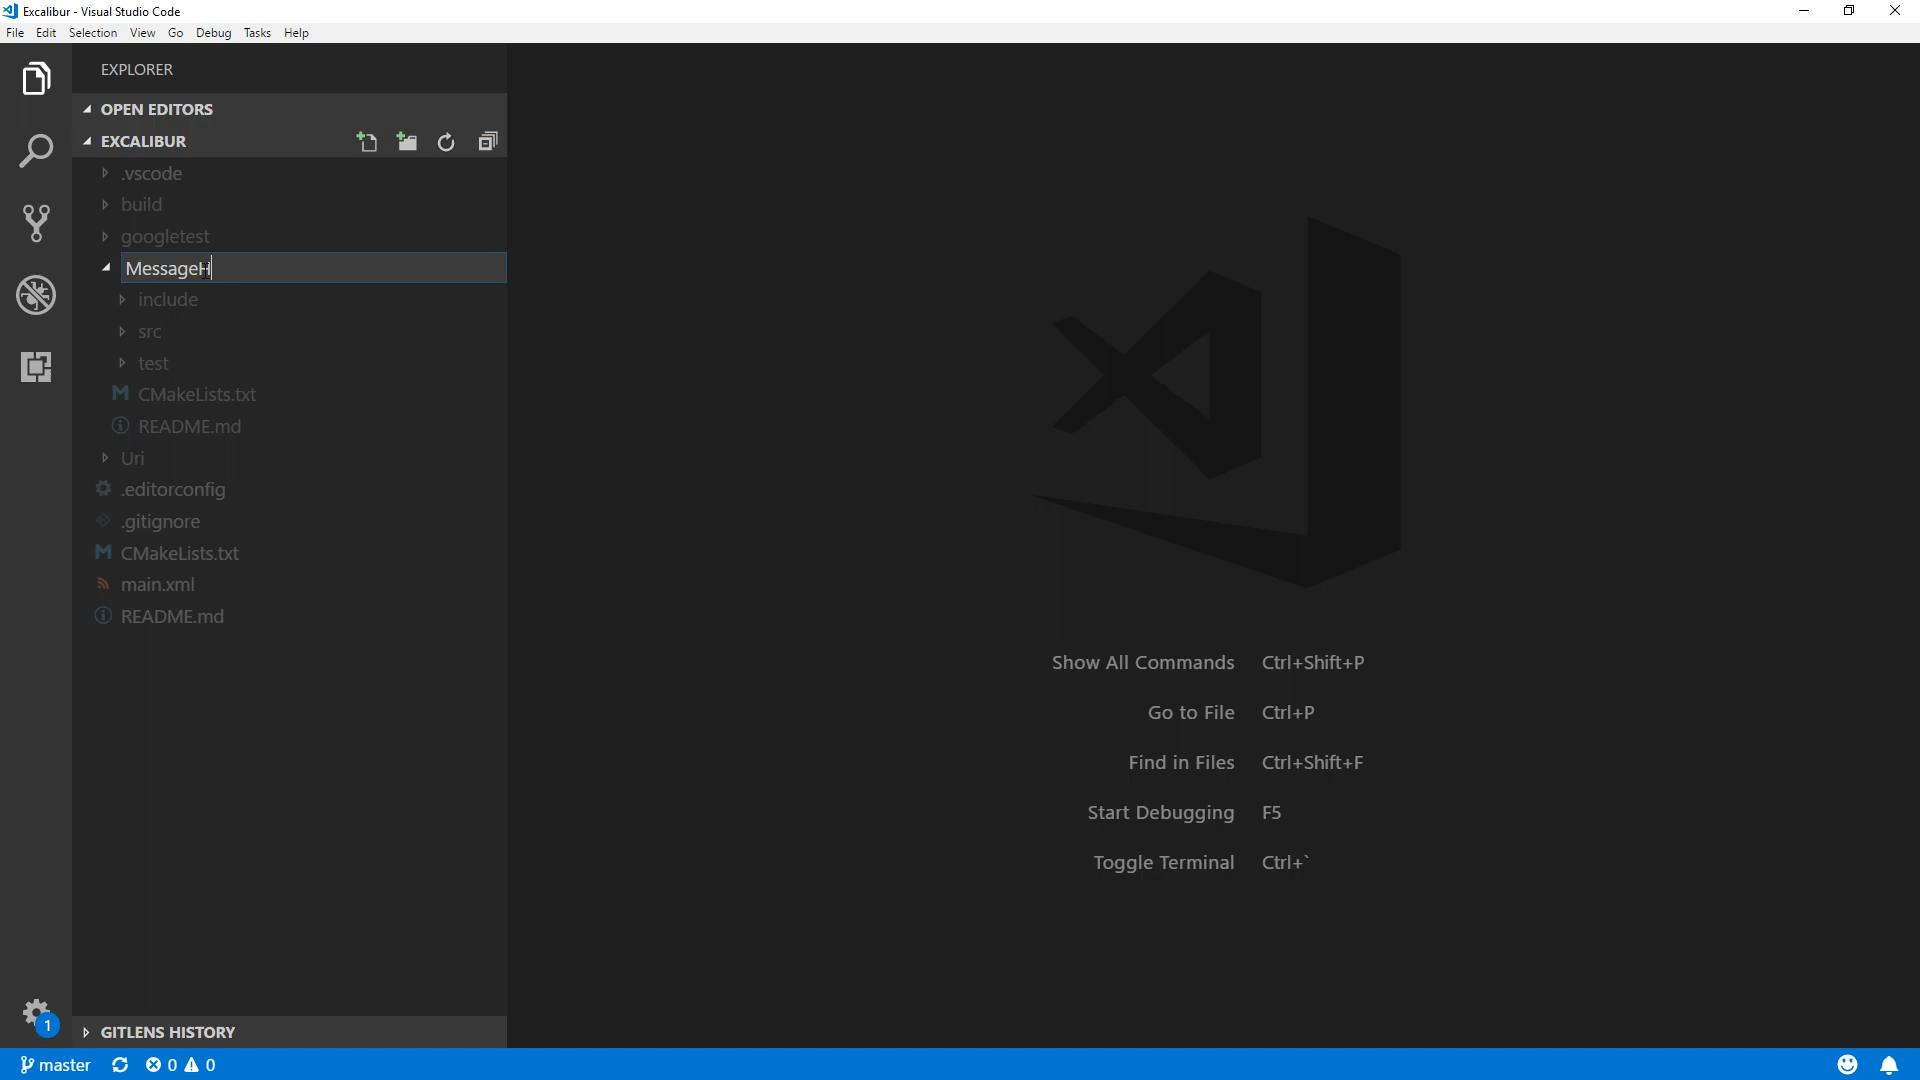 Excalibur - Visual Studio Code
File Edit Selection View Go Debug Tasks Help
EXPLORER
OPEN EDITORS
EXCALIBUR
.vscode
build
googletest
MessageH
include
src
test
CMakeLists.txt
README.md
Uri
.editorconfig
.gitignore
CMakeLists.txt
main.xml
README.md
Show All Commands Ctrl+Shift+P
Go to File Ctrl+P
Find in Files Ctrl+Shift+F
Start Debugging F5
Toggle Terminal Ctrl+`
1
GITLENS HISTORY
master 0 0